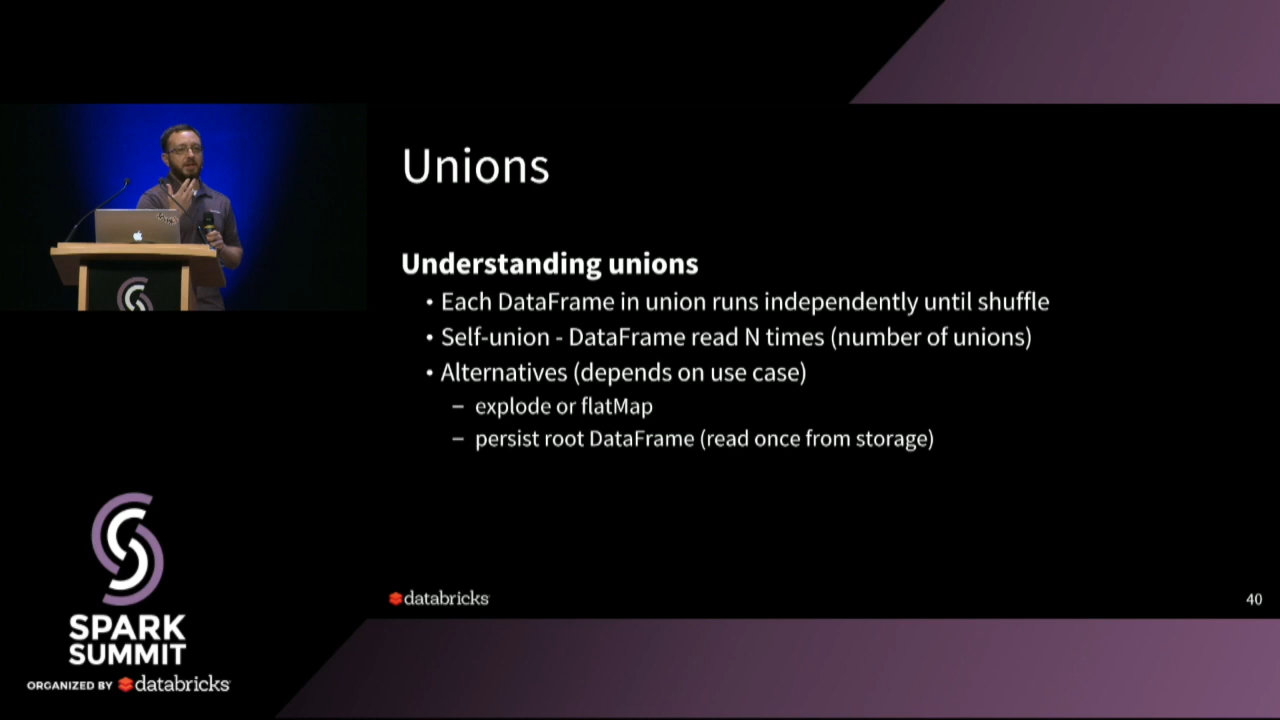 Unions
Understanding unions
• Each DataFrame in union runs independently until shuffle
• Self-union - DataFrame read N times (number of unions)
• Alternatives (depends on use case)
– explode or flatMap
– persist root DataFrame (read once from storage)
databricks
40
SPARK
SUMMIT
ORGANIZED BY databricks